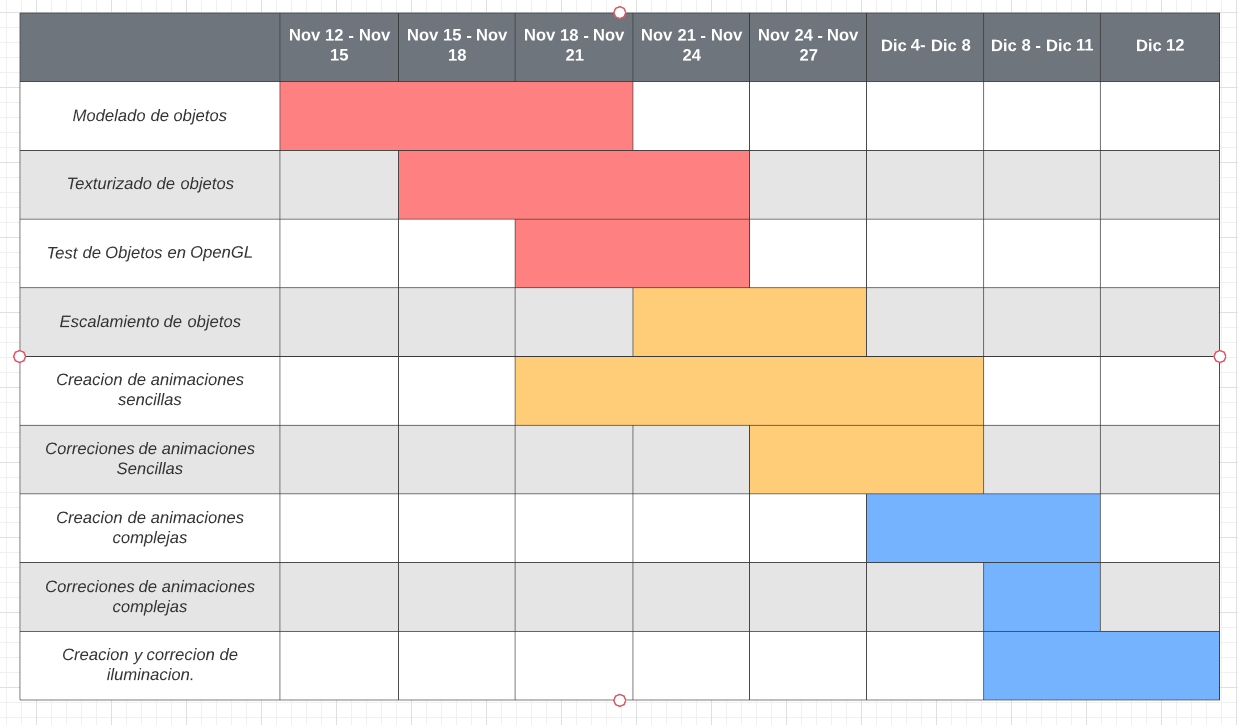 Nov 12 - Nov
15
Nov 15 - Nov
18
Nov 18 - Nov
21
Nov 21 - Nov
24
Nov 24 - Nov
27
Dic 4- Dic 8
Dic 8 - Dic 11
Dic 12
Modelado de objetos
Texturizado de objetos
Test de Objetos en OpenGL
Escalamiento de objetos
Creacion de animaciones
sencillas
Correciones de animaciones
Sencillas
Creacion de animaciones
complejas
Correciones de animaciones
complejas
Creacion y correcion de
iluminacion.